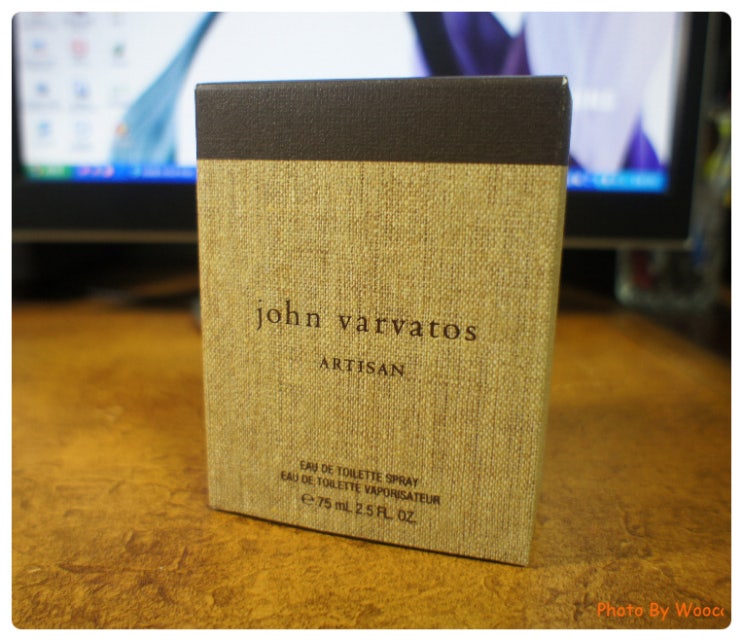 john varvatos
ARTISAN
EAU DE TOILETTE SPRAY
EAU DE TOILETTE VAPORISATEUR
℮ 75 mL 2.5 FL. OZ.
Photo By Wooc